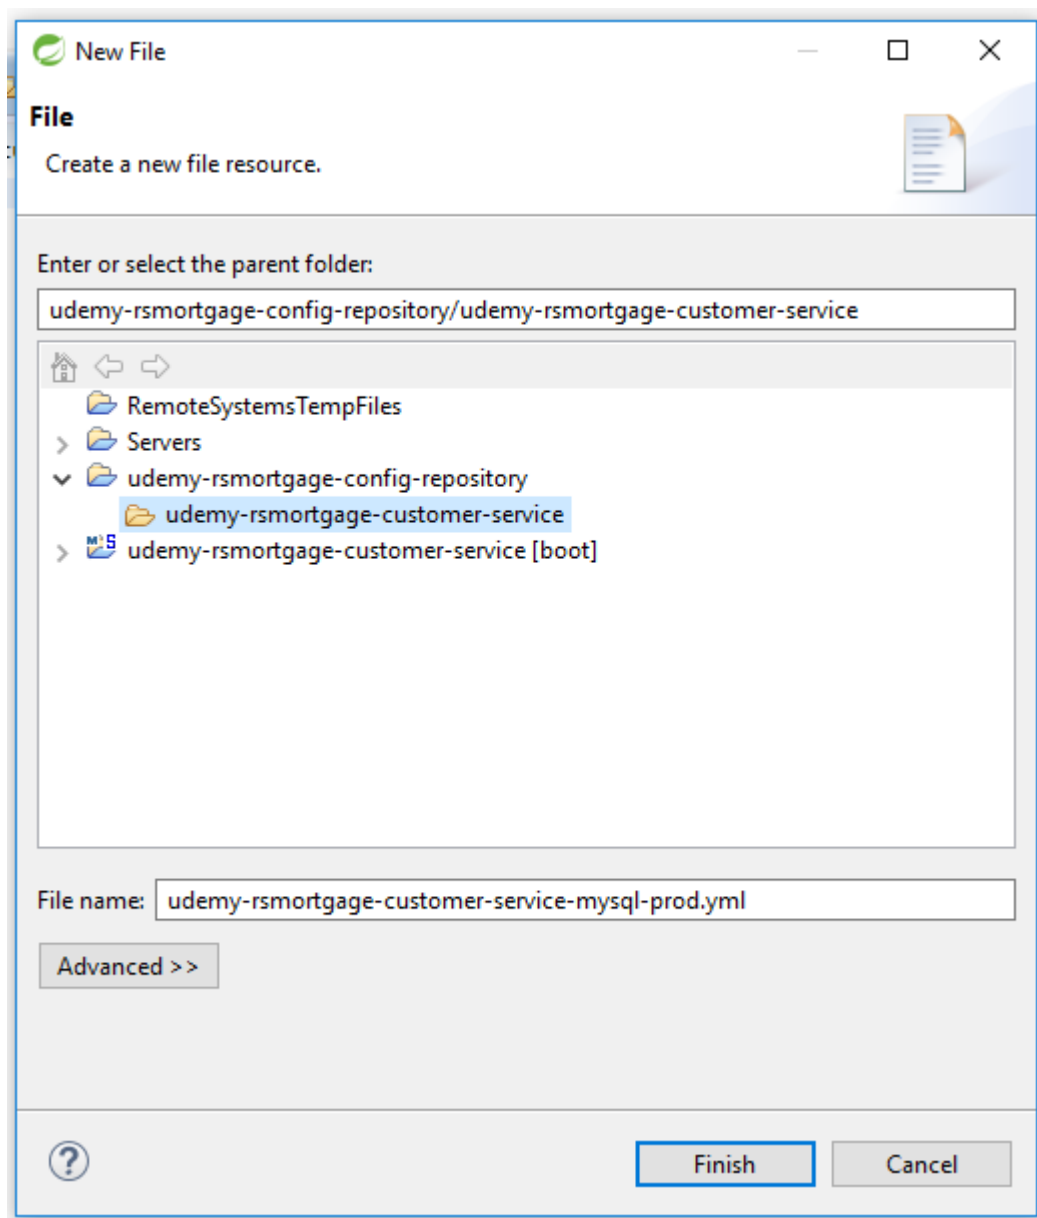 New File
File
Create a new file resource.
Enter or select the parent folder:
udemy-rsmortgage-config-repository/udemy-rsmortgage-customer-service
RemoteSystemsTempFiles
Servers
udemy-rsmortgage-config-repository
udemy-rsmortgage-customer-service
udemy-rsmortgage-customer-service [boot]
File name: udemy-rsmortgage-customer-service-mysql-prod.yml
Advanced >>
Finish Cancel